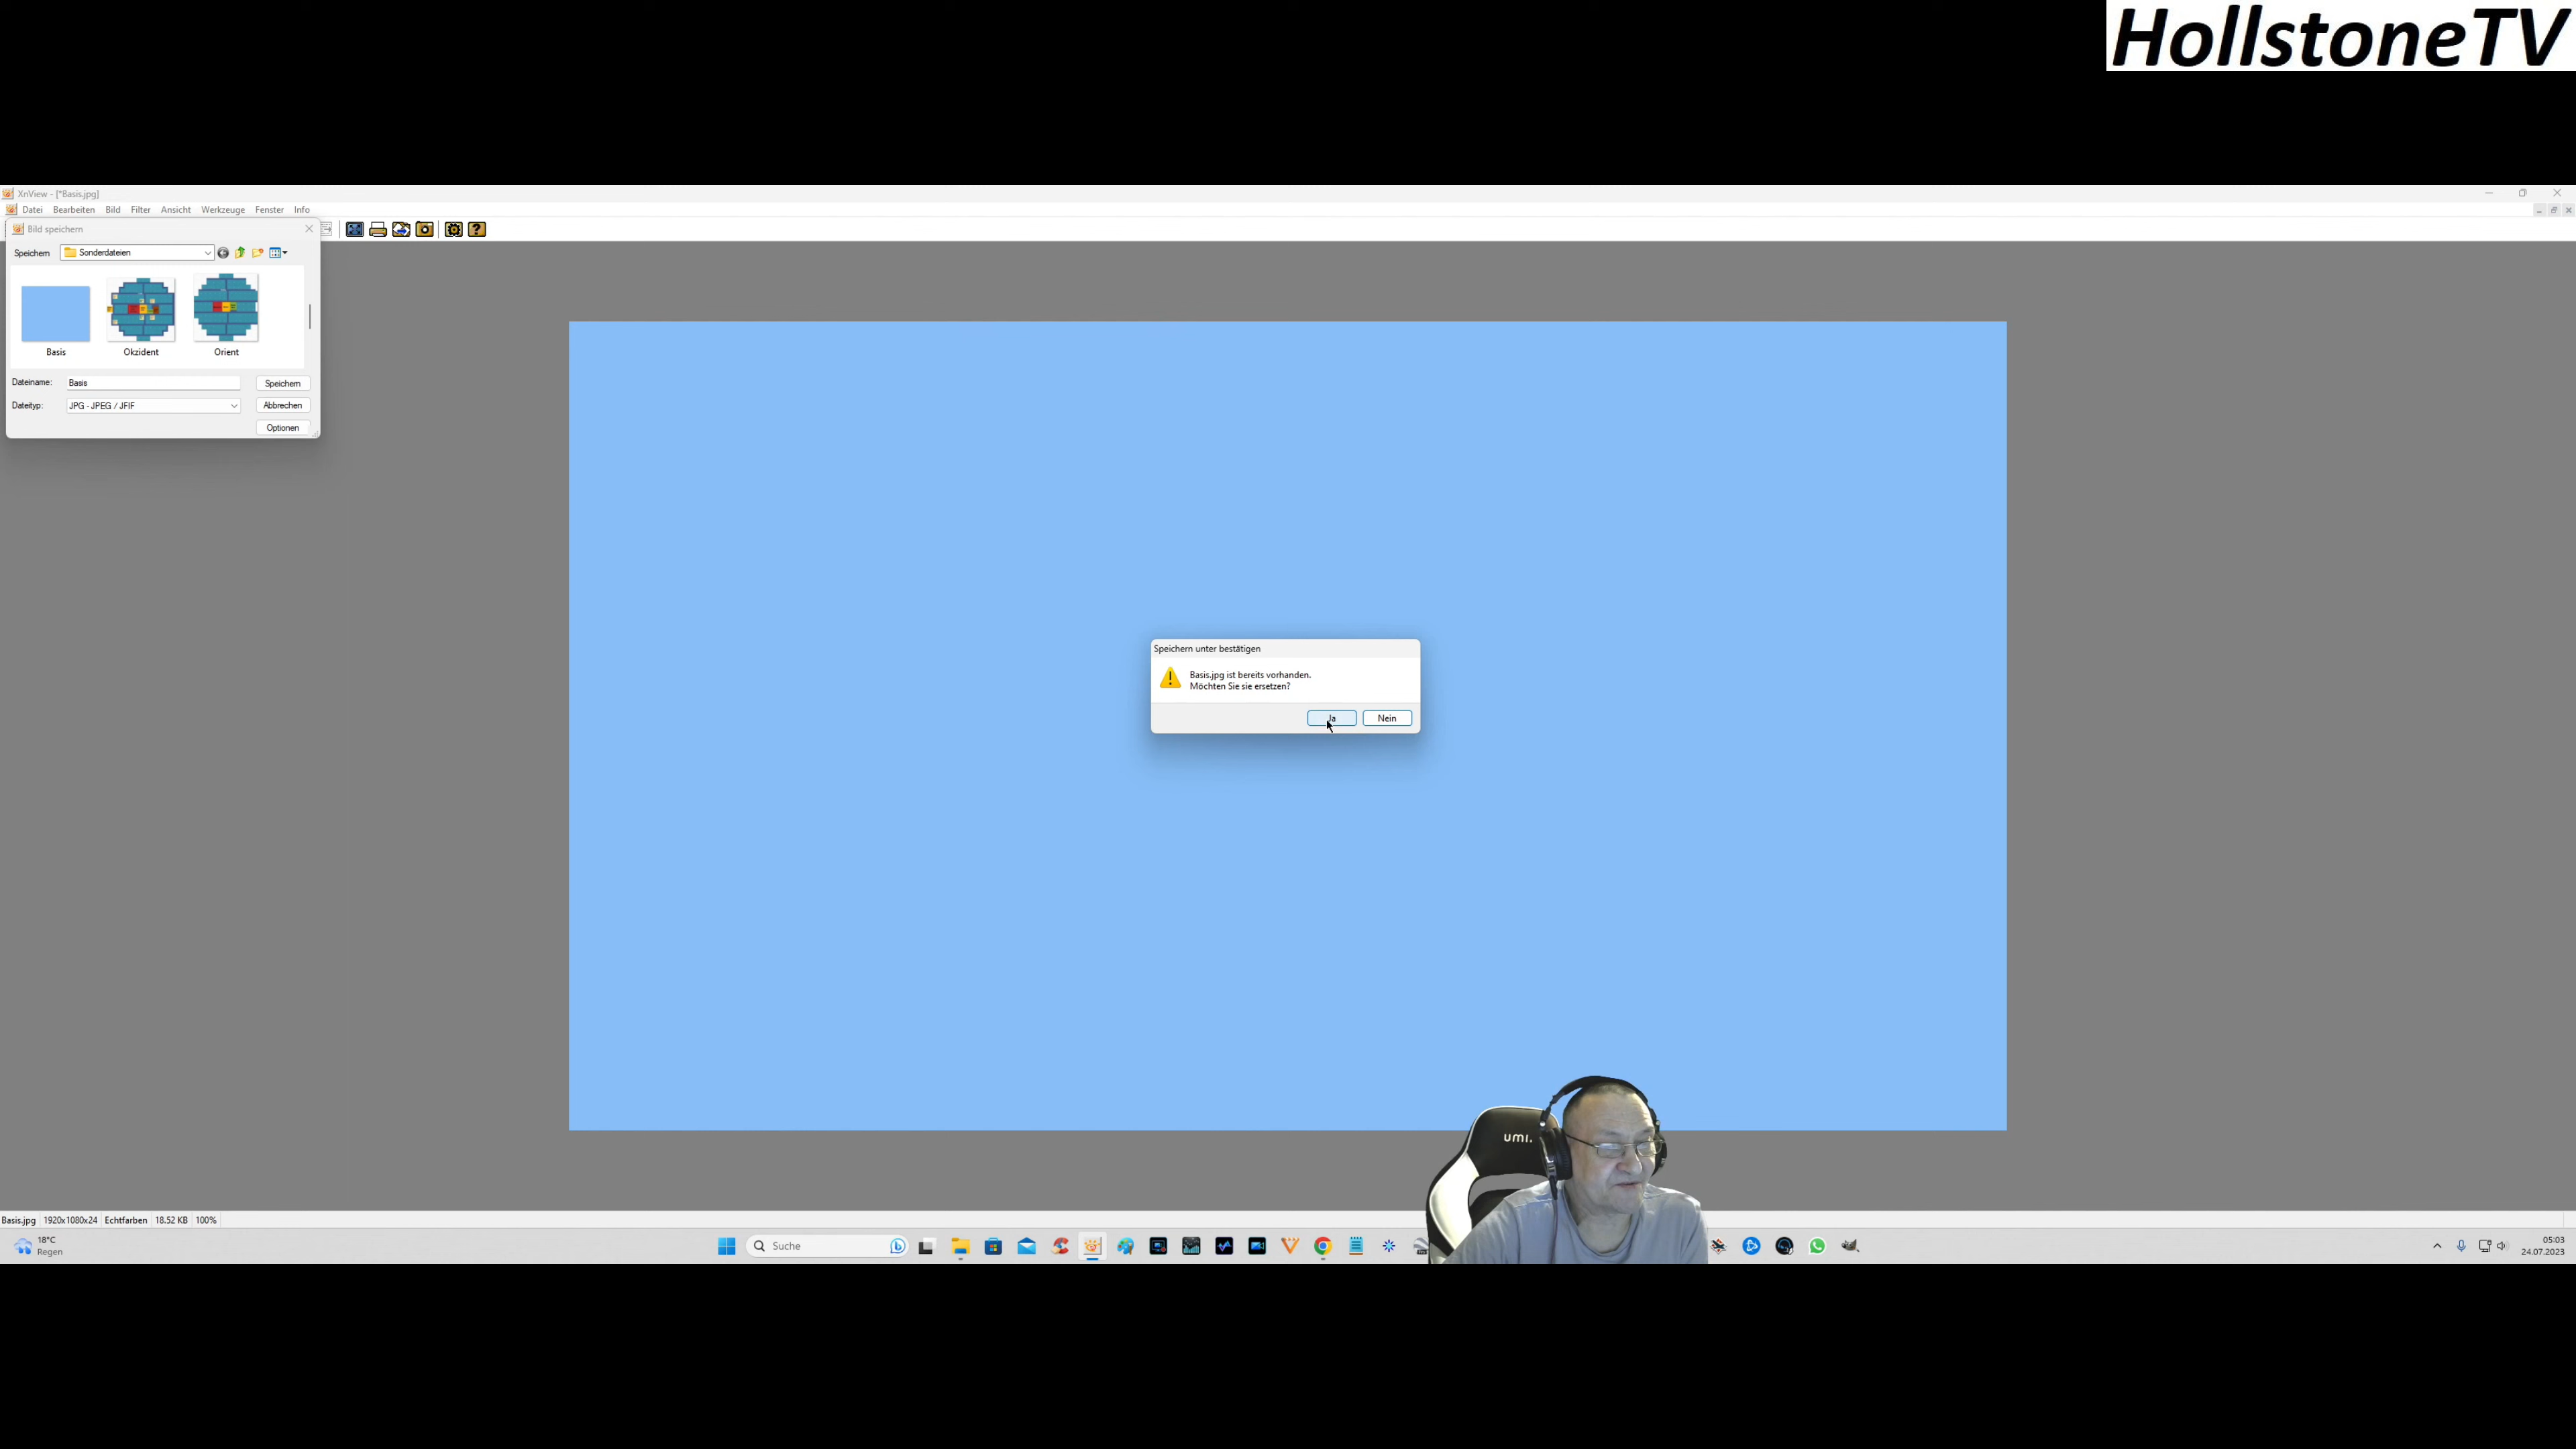 HollstoneTV
XnView - [*Basis.jpg]
Datei Bearbeiten Bild Filter Ansicht Werkzeuge Fenster Info
Bild speichern
Speichern Sonderdateien
Basis Okzident Orient
Dateiname: Basis Speichern
Dateityp: JPG - JPEG / JFIF Abbrechen
Optionen
Speichern unter bestätigen
Basis.jpg ist bereits vorhanden.
Möchten Sie sie ersetzen?
Ja Nein
umi.
Basis.jpg 1920x1080x24 Echtfarben 18.52 KB 100%
18°C
Regen
Suche
05:03
24.07.2023